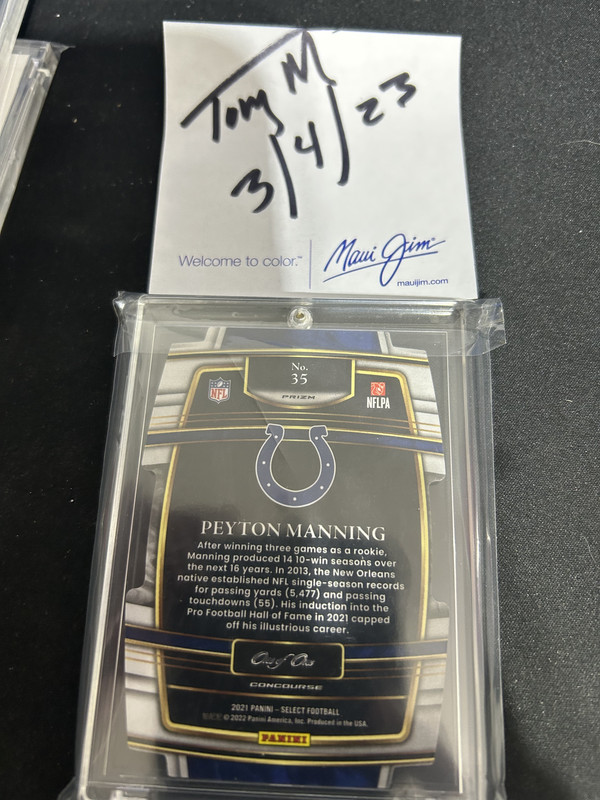 Tony M
3/4/23
Welcome to color.™
Maui Jim®
mauijim.com
No.
35
PRIZM
NFL
NFLPA
PEYTON MANNING
After winning three games as a rookie,
Manning produced 14 10-win seasons over
the next 16 years. In 2013, the New Orleans
native established NFL single-season records
for passing yards (5,477) and passing
touchdowns (55). His induction into the
Pro Football Hall of Fame in 2021 capped
off his illustrious career.
One of One
CONCOURSE
2021 PANINI – SELECT FOOTBALL
© 2022 Panini America, Inc. Produced in the USA.
PANINI